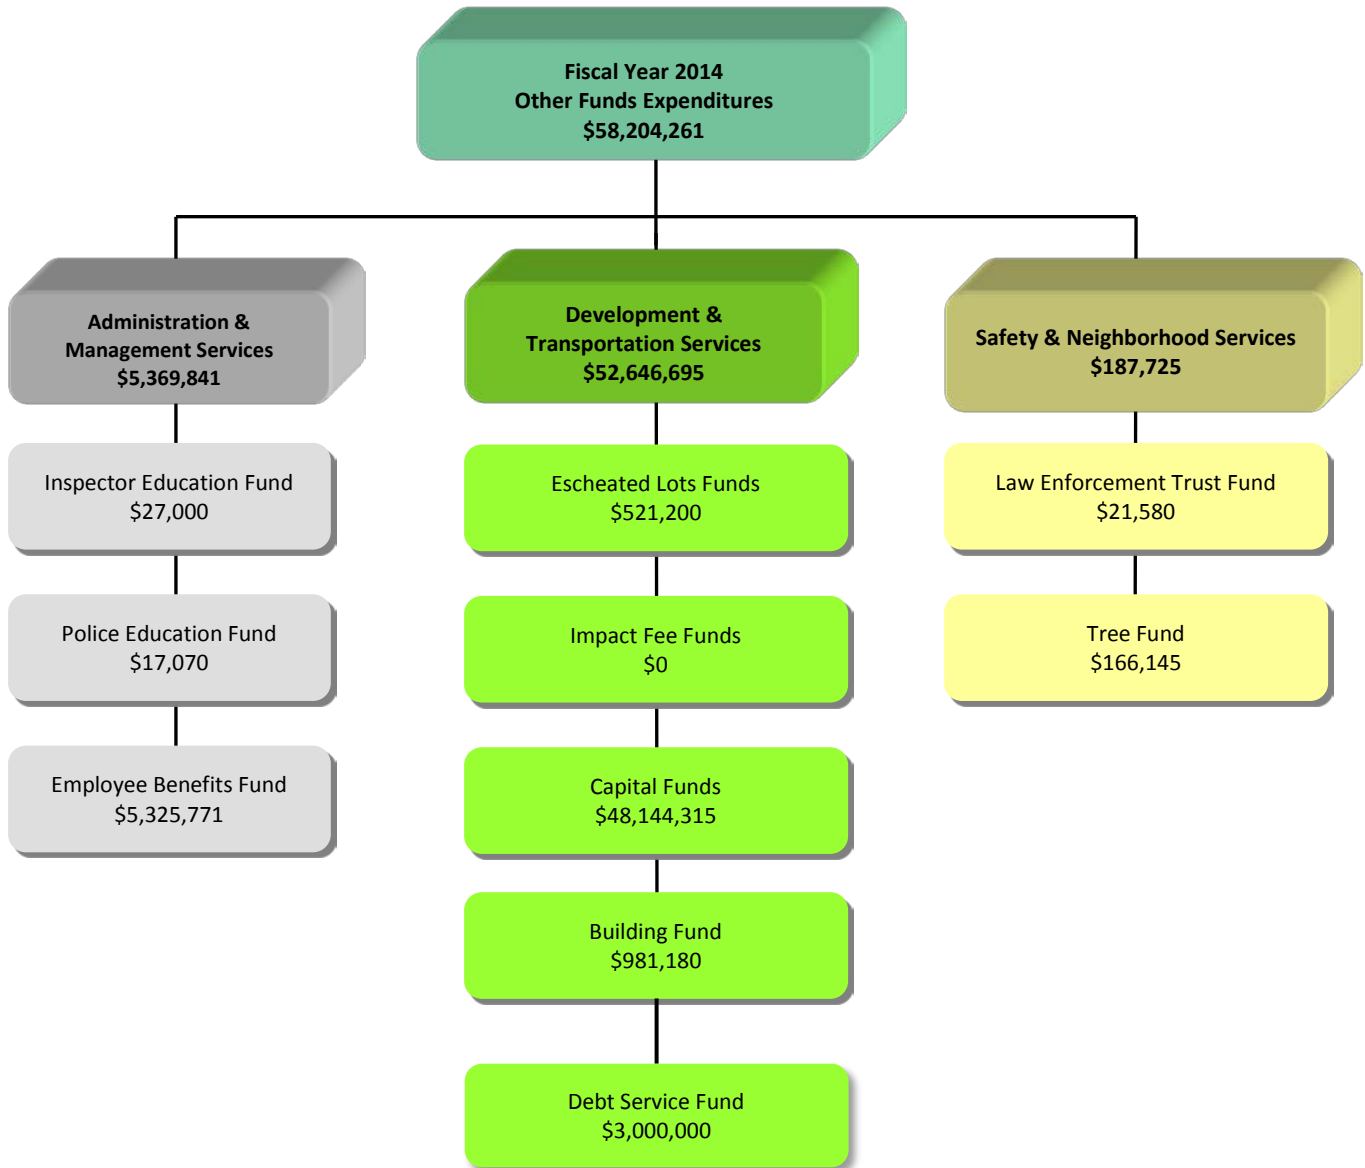 Fiscal Year 2014
Other Funds Expenditures
$58,204,261
Administration &
Management Services
$5,369,841
Development &
Transportation Services
$52,646,695
Safety & Neighborhood Services
$187,725
Inspector Education Fund
$27,000
Escheated Lots Funds
$521,200
Law Enforcement Trust Fund
$21,580
Police Education Fund
$17,070
Impact Fee Funds
$0
Tree Fund
$166,145
Employee Benefits Fund
$5,325,771
Capital Funds
$48,144,315
Building Fund
$981,180
Debt Service Fund
$3,000,000